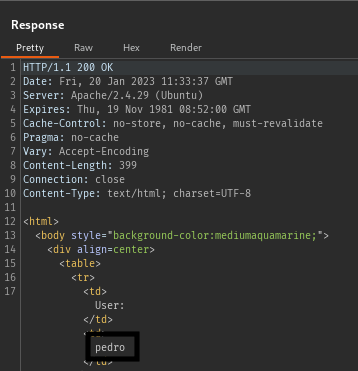 Response
Pretty Raw Hex Render
1 HTTP/1.1 200 OK
2 Date: Fri, 20 Jan 2023 11:33:37 GMT
3 Server: Apache/2.4.29 (Ubuntu)
4 Expires: Thu, 19 Nov 1981 08:52:00 GMT
5 Cache-Control: no-store, no-cache, must-revalidate
6 Pragma: no-cache
7 Vary: Accept-Encoding
8 Content-Length: 399
9 Connection: close
10 Content-Type: text/html; charset=UTF-8
11
12 <html>
13 <body style="background-color:mediumaquamarine;">
14 <div align=center>
15 <table>
16 <tr>
17 <td>
User:
</td>
<td>
pedro
</td>